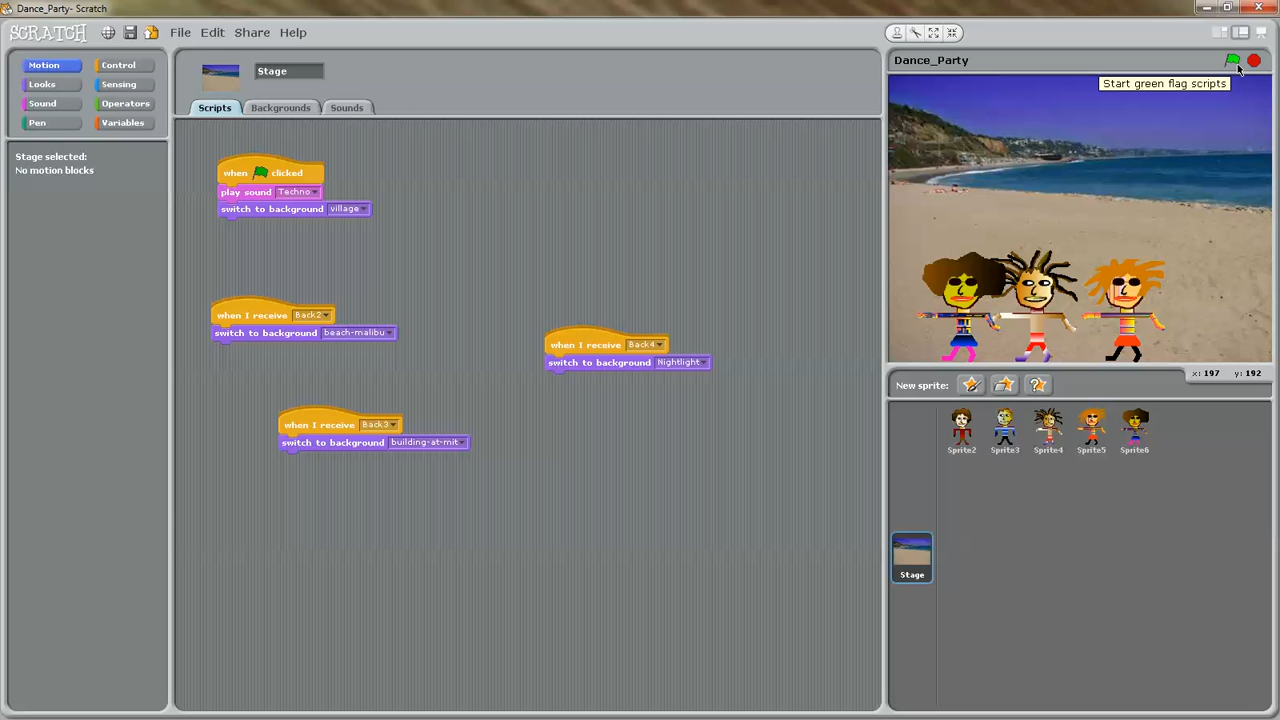 Dance_Party- Scratch
SCRATCH File Edit Share Help
Motion Control
Looks Sensing
Sound Operators
Pen Variables
Stage selected:
No motion blocks
Stage
Scripts Backgrounds Sounds
when clicked
play sound Techno
switch to background village
when I receive Back2
switch to background beach-malibu
when I receive Back4
switch to background Nightlight
when I receive Back3
switch to background building-at-mit
Dance_Party
Start green flag scripts
New sprite: x: 197 y: 192
Sprite2 Sprite3 Sprite4 Sprite5 Sprite6
Stage